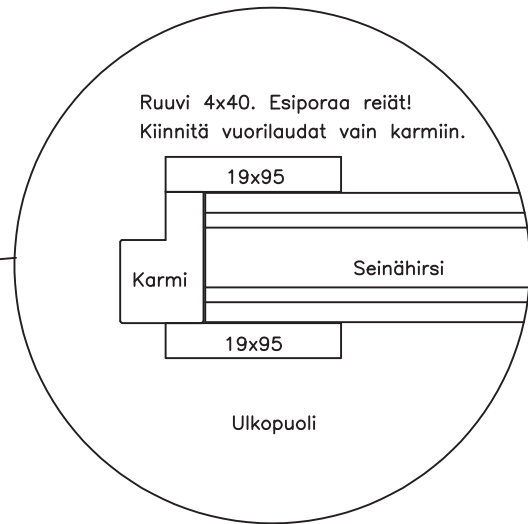 Ruuvi 4x40. Esiporaa reiät!
Kiinnitä vuorilaudat vain karmiin.
19x95
Seinähirsi
Karmi
19x95
Ulkopuoli